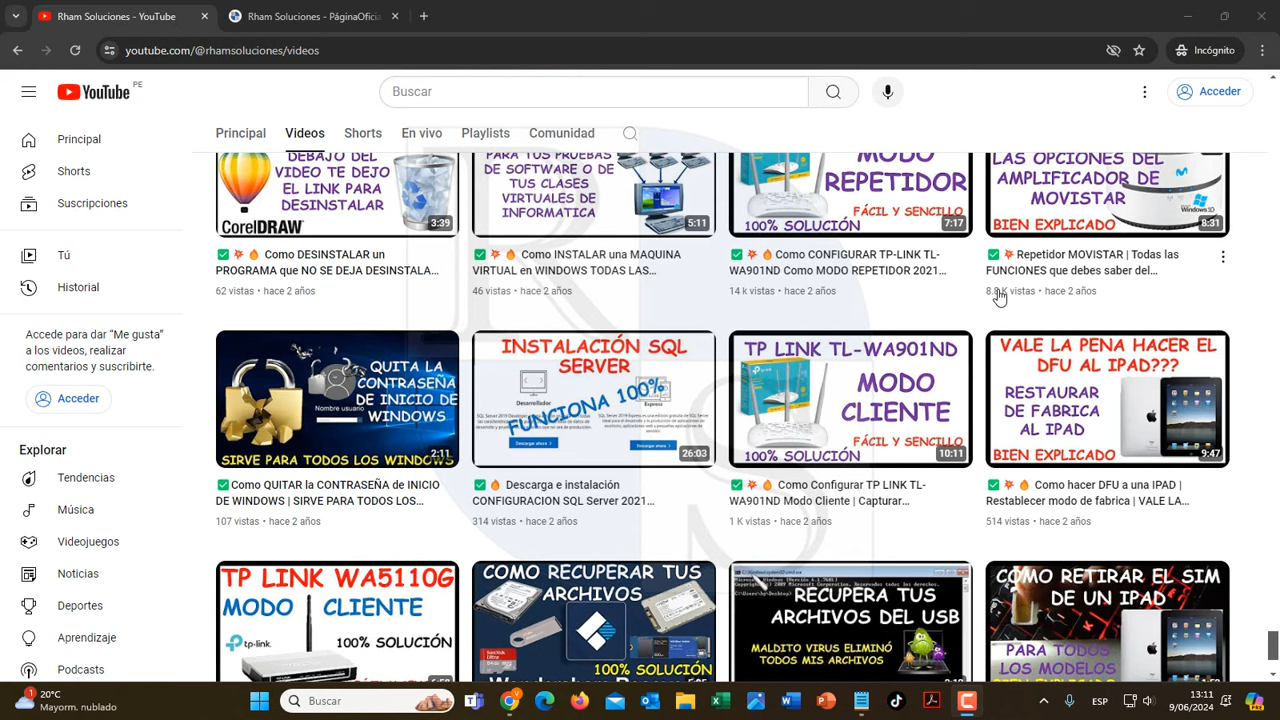 Rham Soluciones - YouTube
Rham Soluciones - PáginaOficia
youtube.com/@rhamsoluciones/videos
Incógnito
YouTube PE
Buscar
Acceder
Principal
Videos
Shorts
En vivo
Playlists
Comunidad
Principal
Shorts
Suscripciones
Tú
Historial
Accede para dar “Me gusta”
a los videos, realizar
comentarios y suscribirte.
Acceder
Explorar
Tendencias
Música
Videojuegos
Noticias
Deportes
Aprendizaje
Podcasts
DEBAJO DEL
VIDEO TE DEJO
EL LINK PARA
DESINSTALAR
CorelDRAW
3:39
Como DESINSTALAR un
PROGRAMA que NO SE DEJA DESINSTALA...
62 vistas • hace 2 años
PARA TUS PRUEBAS
DE SOFTWARE O DE
TUS CLASES
VIRTUALES DE
INFORMATICA
5:11
Como INSTALAR una MAQUINA
VIRTUAL en WINDOWS TODAS LAS...
46 vistas • hace 2 años
MODO
REPETIDOR
FÁCIL Y SENCILLO
100% SOLUCIÓN
7:17
Como CONFIGURAR TP-LINK TL-
WA901ND Como MODO REPETIDOR 2021...
14 k vistas • hace 2 años
LAS OPCIONES DEL
AMPLIFICADOR DE
MOVISTAR
Windows10
BIEN EXPLICADO
8:31
Repetidor MOVISTAR | Todas las
FUNCIONES que debes saber del...
8.8 K vistas • hace 2 años
QUITA LA
CONTRASEÑA
DE INICIO
DE WINDOWS
Nombre usuario
SIRVE PARA TODOS LOS WINDOWS
2:11
Como QUITAR la CONTRASEÑA de INICIO
DE WINDOWS | SIRVE PARA TODOS LOS...
107 vistas • hace 2 años
INSTALACIÓN SQL
SERVER
Desarrollador
Express
FUNCIONA 100%
Descargar ahora
Descargar ahora
26:03
Descarga e instalación
CONFIGURACION SQL Server 2021...
314 vistas • hace 2 años
TP LINK TL-WA901ND
MODO
CLIENTE
FÁCIL Y SENCILLO
100% SOLUCIÓN
10:11
Como Configurar TP LINK TL-
WA901ND Modo Cliente | Capturar...
1 K vistas • hace 2 años
VALE LA PENA HACER EL
DFU AL IPAD???
RESTAURAR
DE FABRICA
AL IPAD
BIEN EXPLICADO
9:47
Como hacer DFU a una IPAD |
Restablecer modo de fabrica | VALE LA...
514 vistas • hace 2 años
TP LINK WA5110G
MODO CLIENTE
tp-link
100% SOLUCIÓN
COMO RECUPERAR TUS
ARCHIVOS
100% SOLUCIÓN
RECUPERA TUS
ARCHIVOS DEL USB
MALDITO VIRUS ELIMINÓ
TODOS MIS ARCHIVOS
COMO RETIRAR EL SIM
DE UN IPAD
PARA TODOS
LOS MODELOS
R
S
1
20°C
Mayorm. nublado
Buscar
ESP
13:11
9/06/2024